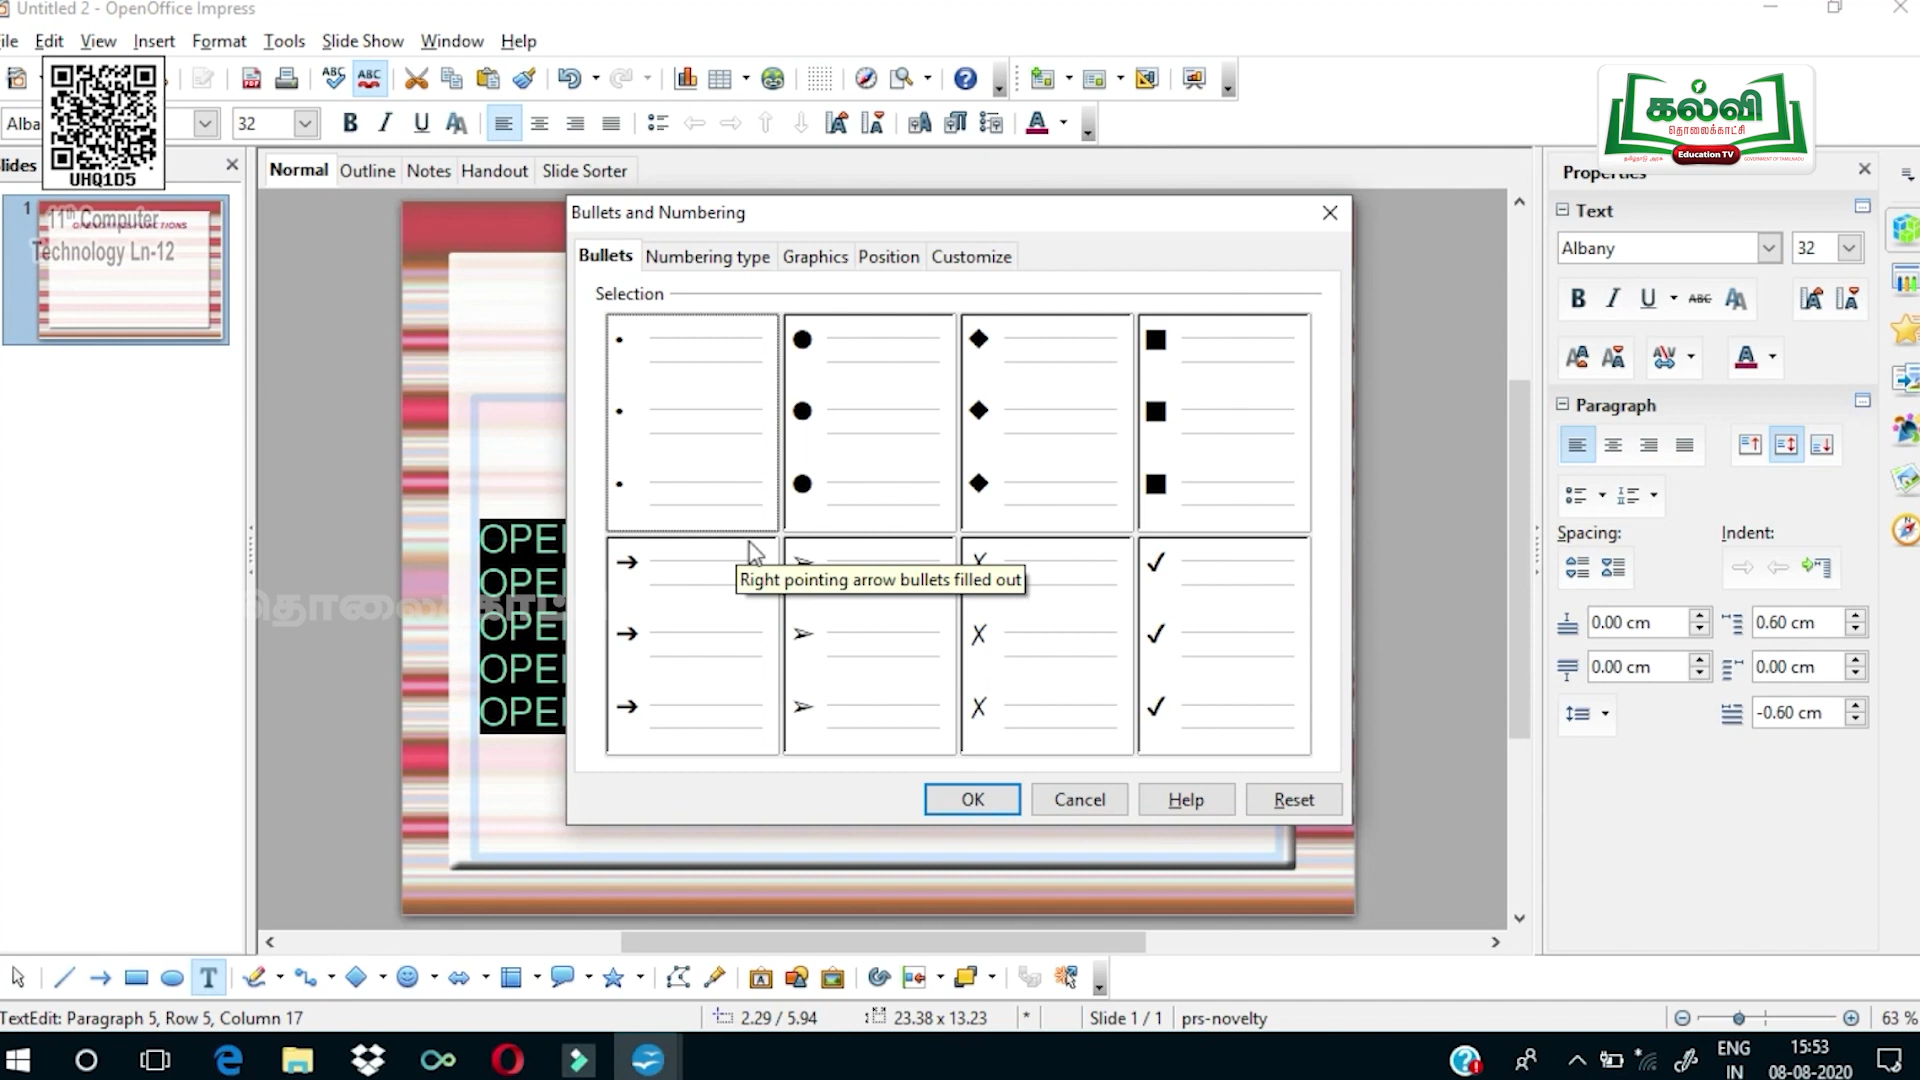 Untitled 2 - OpenOffice Impress
ile Edit View Insert Format Tools Slide Show Window Help
Alba
32
UHQ1D5
கல்வி
தொலைக்காட்சி
Education TV
GOVERNMENT OF TAMILNADU
lides
Normal Outline Notes Handout Slide Sorter
1
11th Computer
Technology Ln-12
Bullets and Numbering
Bullets Numbering type Graphics Position Customize
Selection
Right pointing arrow bullets filled out
OK Cancel Help Reset
OPE
OPE
OPE
OPE
OPE
Properties
Text
Albany
32
Paragraph
Spacing: Indent:
0.00 cm 0.60 cm
0.00 cm 0.00 cm
-0.60 cm
TextEdit: Paragraph 5, Row 5, Column 17
2.29 / 5.94
23.38 x 13.23
*
Slide 1 / 1
prs-novelty
63 %
ENG
IN
15:53
08-08-2020